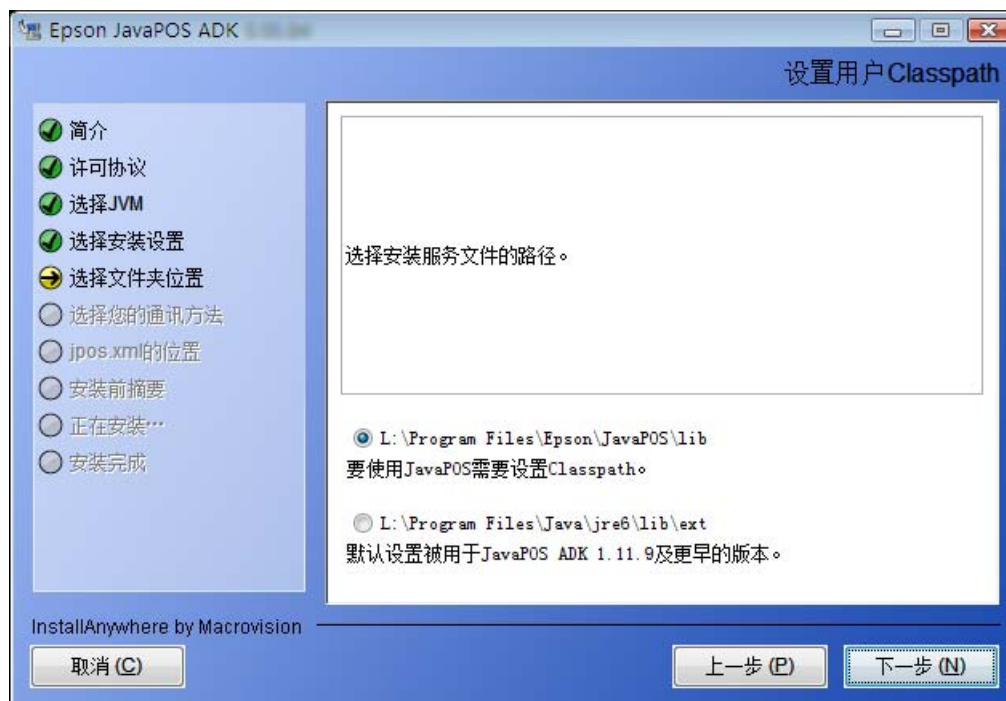 Epson JavaPOS ADK
设置用户Classpath
简介
许可协议
选择JVM
选择安装设置
选择文件夹位置
选择您的通讯方法
jpos.xml的位置
安装前摘要
正在安装…
安装完成
选择安装服务文件的路径。
L:\Program Files\Epson\JavaPOS\lib
要使用JavaPOS需要设置Classpath。
L:\Program Files\Java\jre6\lib\ext
默认设置被用于JavaPOS ADK 1.11.9及更早的版本。
InstallAnywhere by Macrovision
取消(C)
上一步(P)
下一步(N)